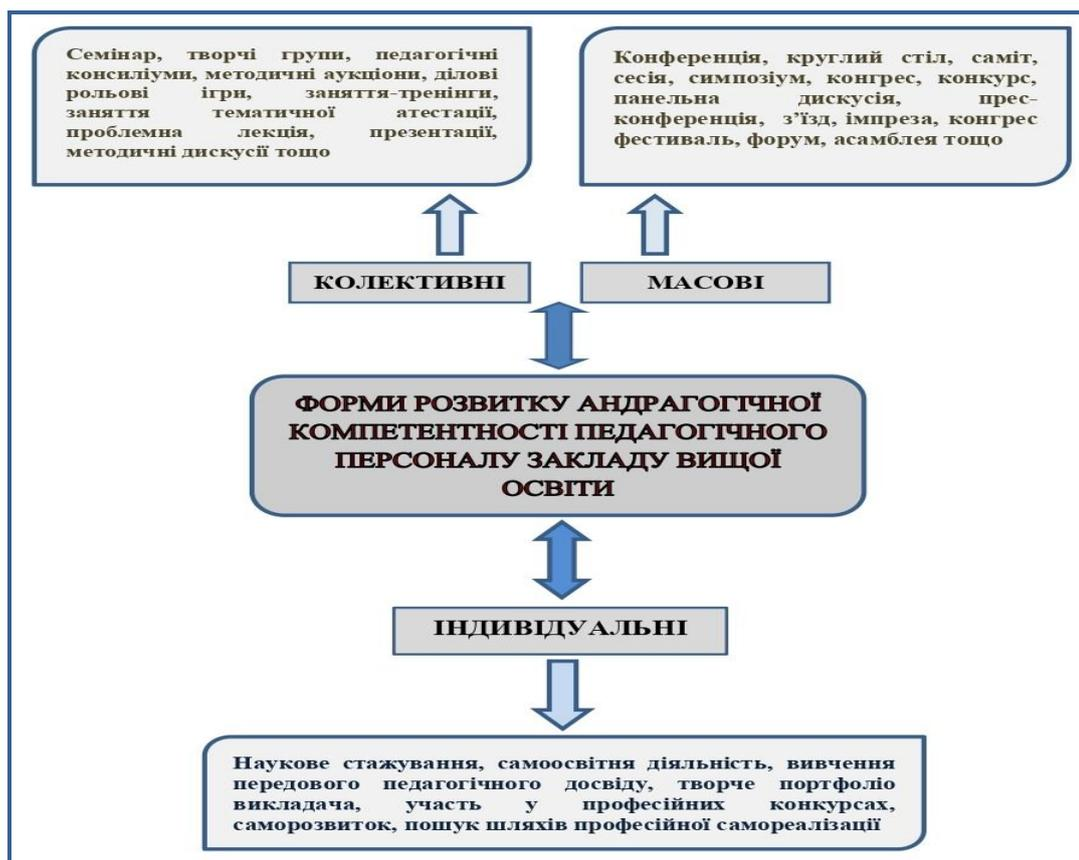 Семінар, творчі групи, педагогічні
консиліуми, методичні аукціони, ділові
рольові ігри, заняття-тренінги,
заняття тематичної атестації,
проблемна лекція, презентації,
методичні дискусії тощо
Конференція, круглий стіл, саміт,
сесія, симпозіум, конгрес, конкурс,
панельна дискусія, прес-
конференція, з’їзд, імпреза, конгрес
фестиваль, форум, асамблея тощо
КОЛЕКТИВНІ
МАСОВІ
ФОРМИ РОЗВИТКУ АНДРАГОГІЧНОЇ
КОМПЕТЕНТНОСТІ ПЕДАГОГІЧНОГО
ПЕРСОНАЛУ ЗАКЛАДУ ВИЩОЇ
ОСВІТИ
ІНДИВІДУАЛЬНІ
Наукове стажування, самоосвітня діяльність, вивчення
передового педагогічного досвіду, творче портфоліо
викладача, участь у професійних конкурсах,
саморозвиток, пошук шляхів професійної самореалізації